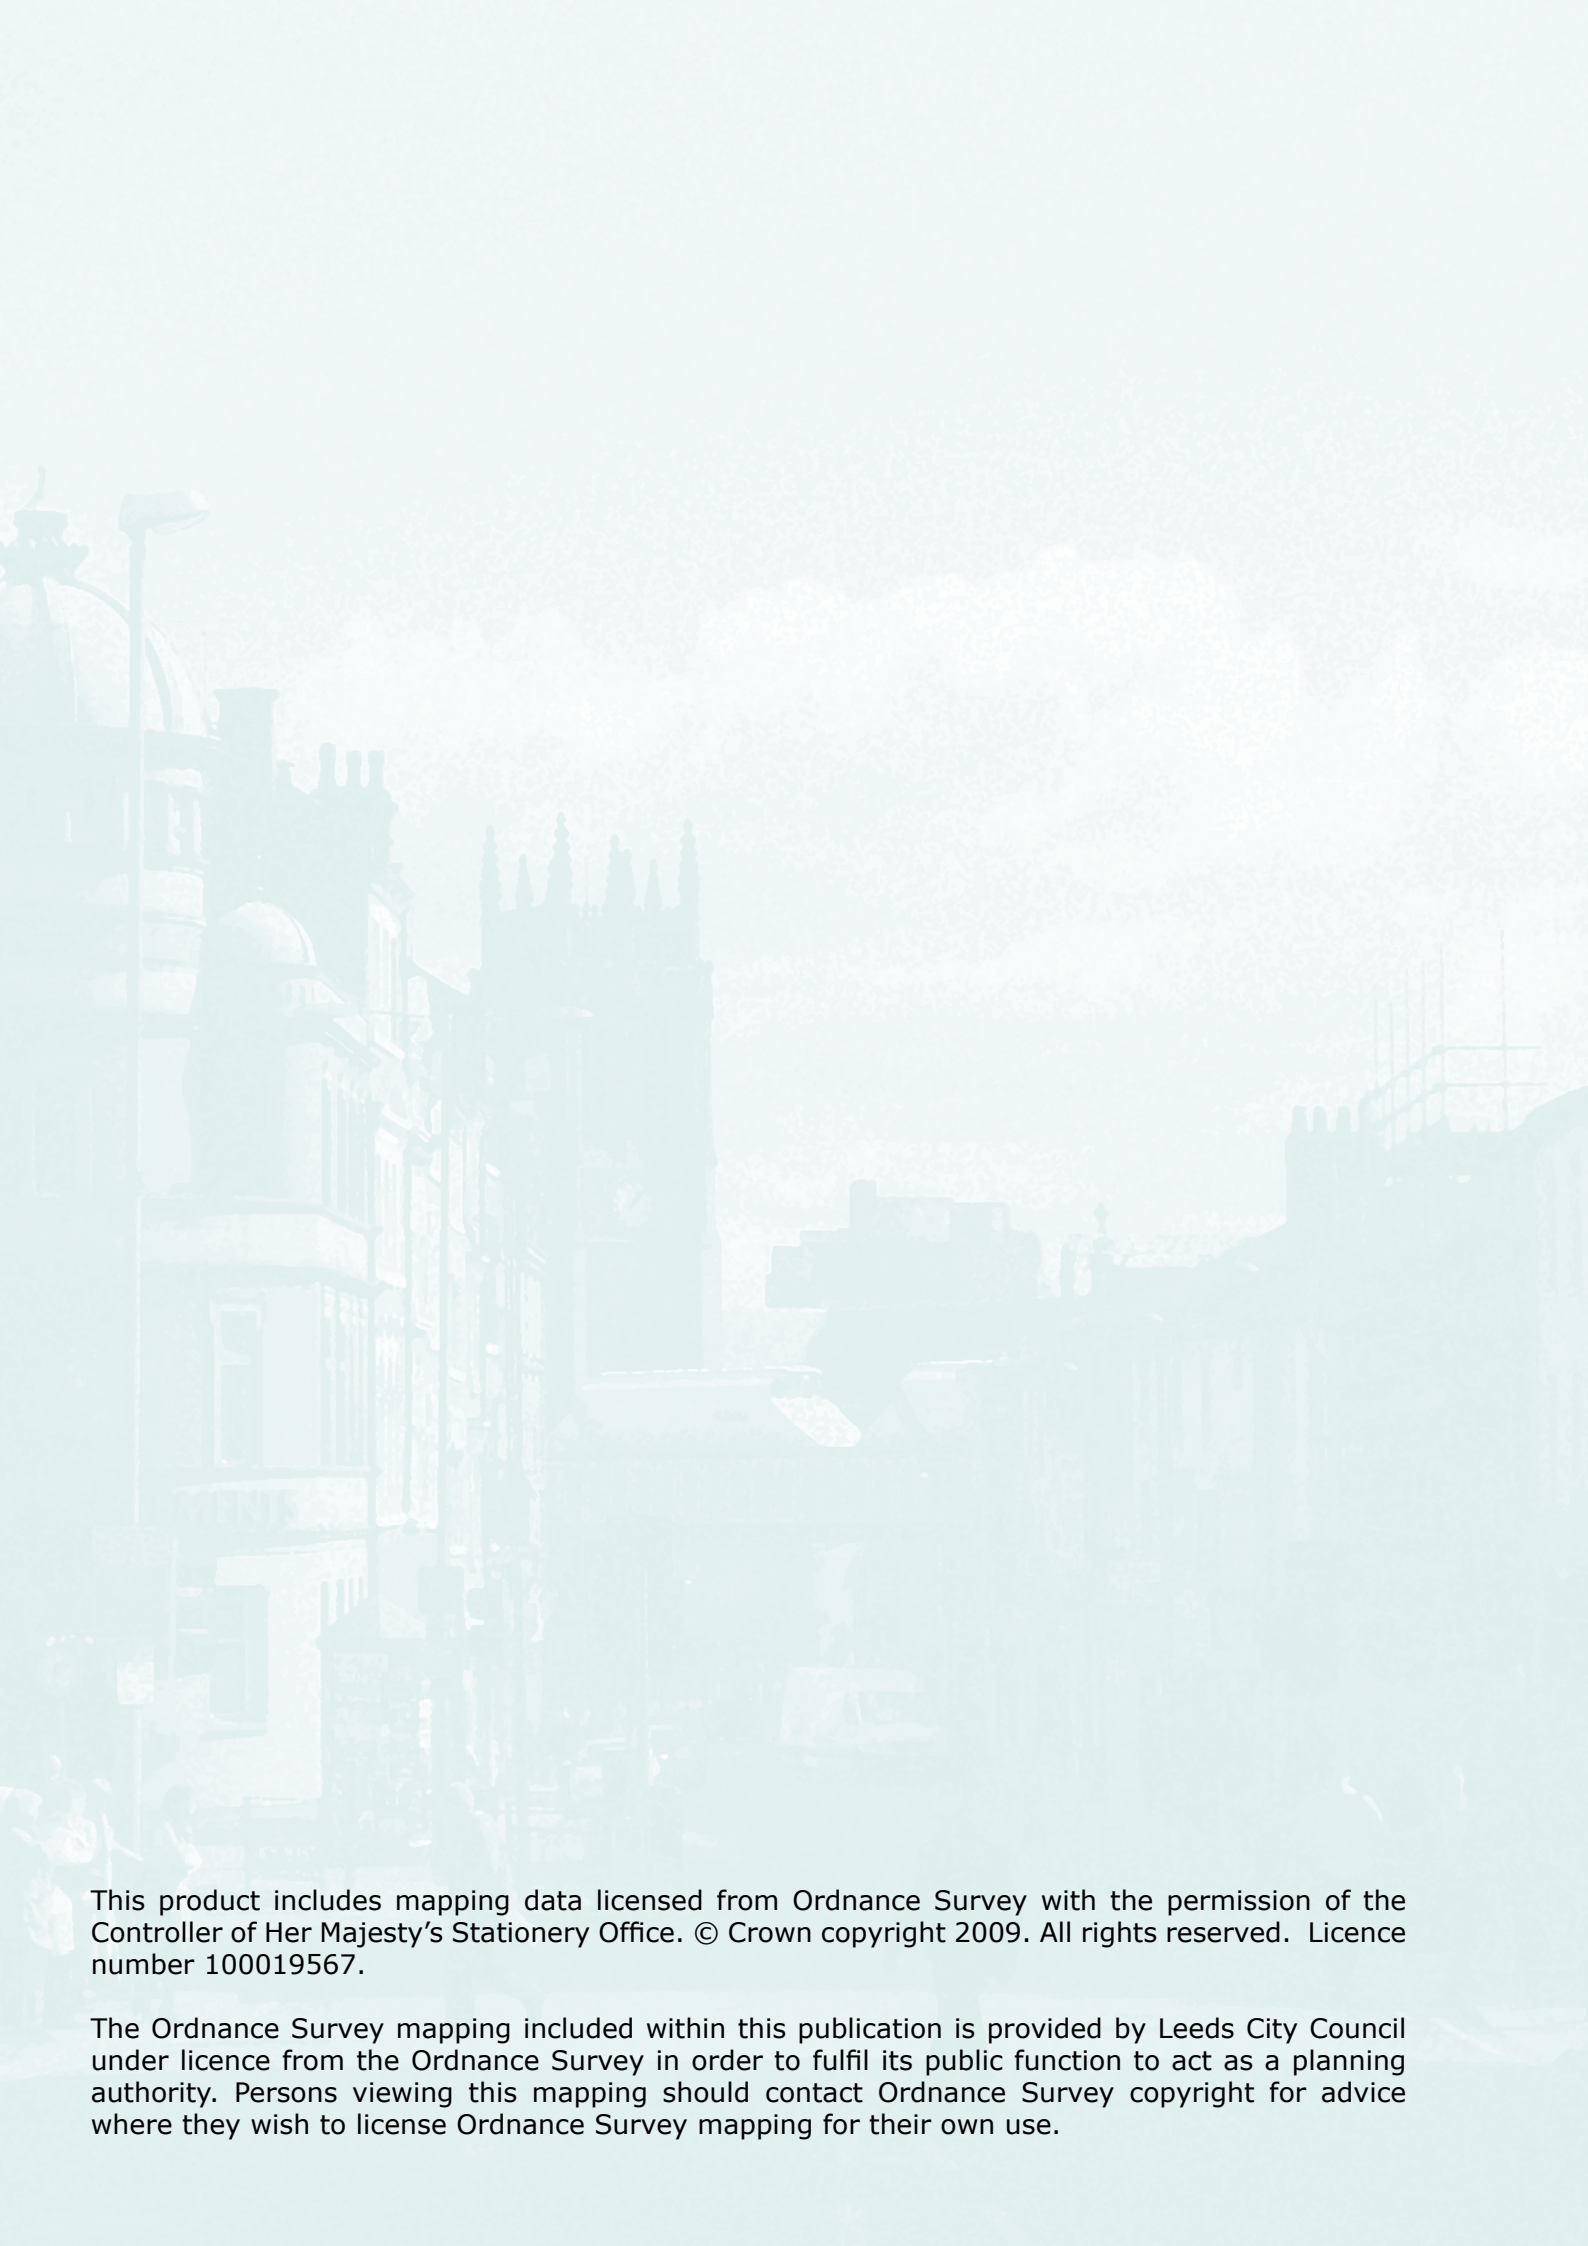 This product includes mapping data licensed from Ordnance Survey with the permission of the
Controller of Her Majesty’s Stationery Office. © Crown copyright 2009. All rights reserved.  Licence
number 100019567.
The Ordnance Survey mapping included within this publication is provided by Leeds City Council
under licence from the Ordnance Survey in order to fulfil its public function to act as a planning
authority. Persons viewing this mapping should contact Ordnance Survey copyright for advice
where they wish to license Ordnance Survey mapping for their own use.